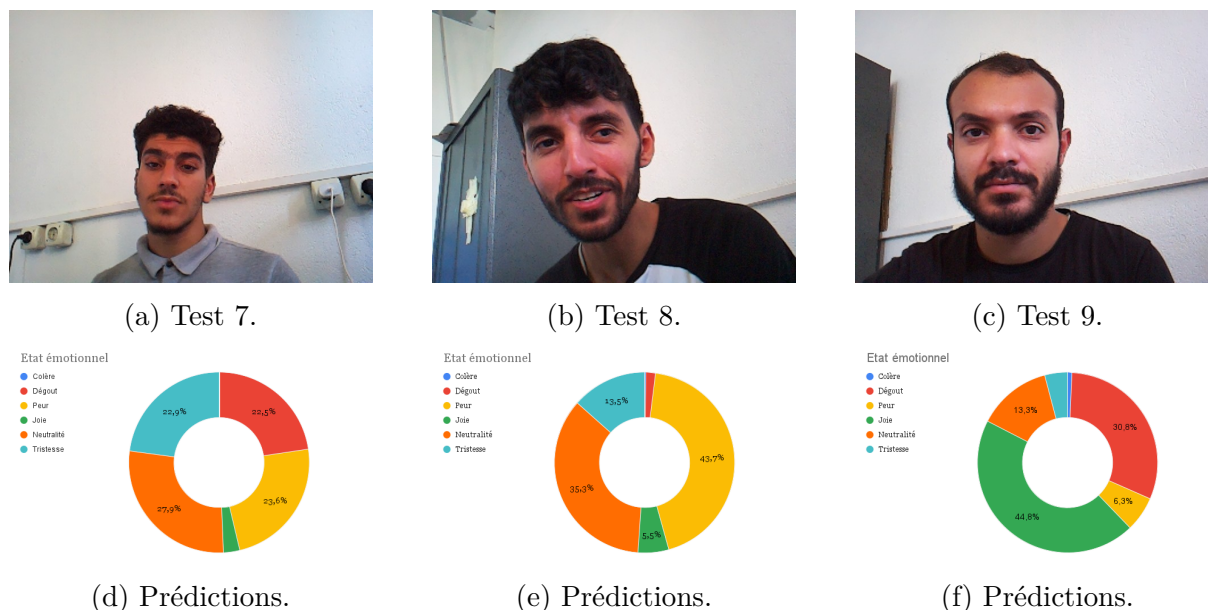 (a) Test 7.
(b) Test 8.
(c) Test 9.
Etat émotionnel
Colère
Dégout
Peur
Joie
Neutralité
Tristesse
22,9%
22,5%
27,9%
23,6%
Etat émotionnel
Colère
Dégout
Peur
Joie
Neutralité
Tristesse
13,5%
43,7%
35,3%
5,5%
Etat émotionnel
Colère
Dégout
Peur
Joie
Neutralité
Tristesse
13,3%
30,8%
6,3%
44,8%
(d) Prédictions.
(e) Prédictions.
(f) Prédictions.